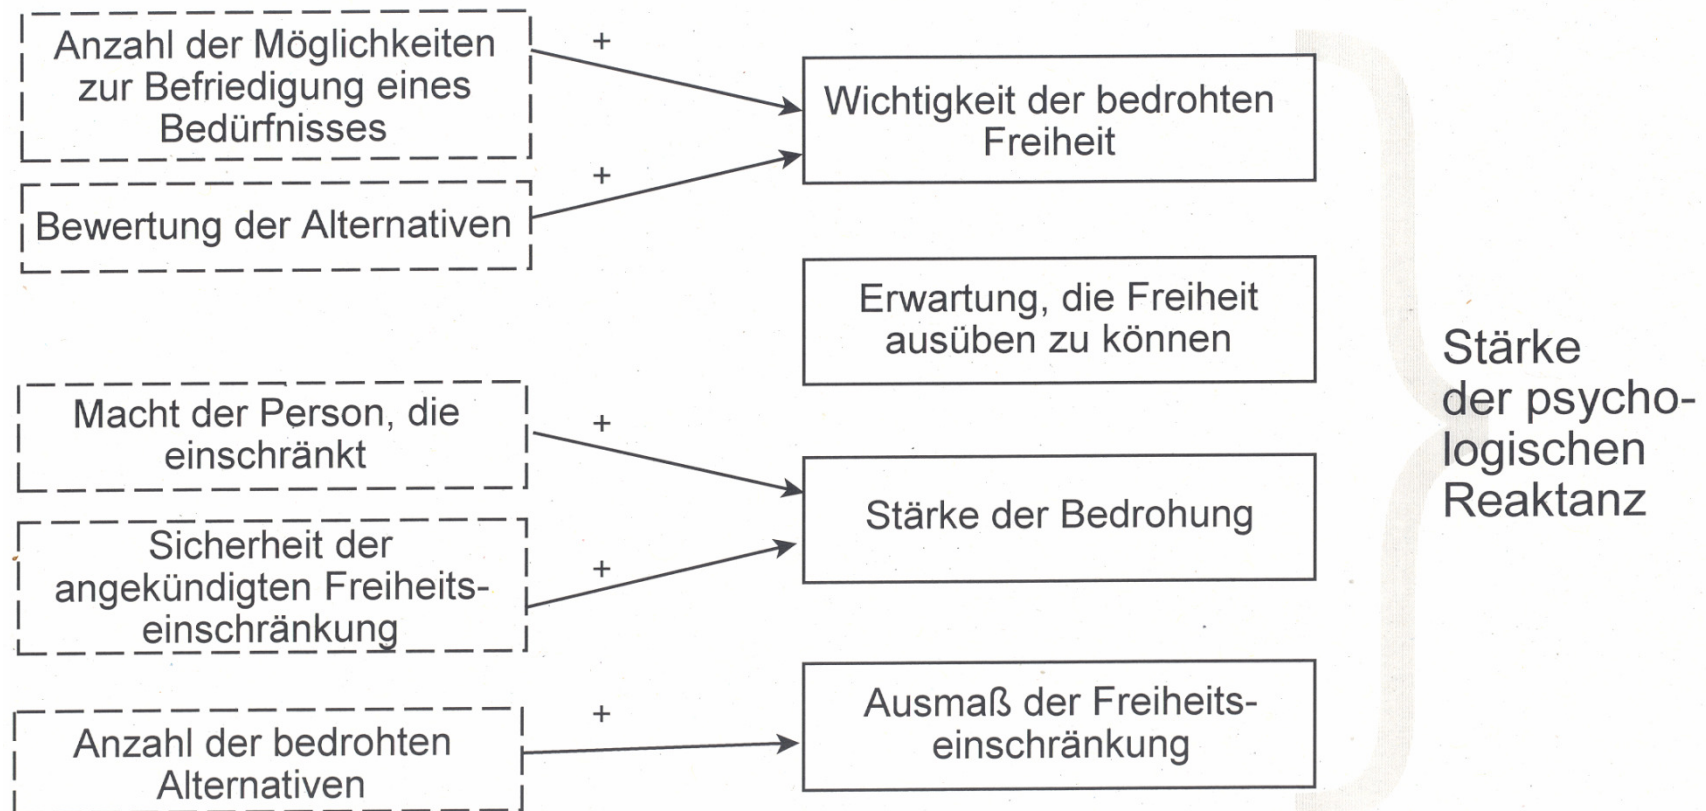 Anzahl der Möglichkeiten
zur Befriedigung eines
Bedürfnisses
+
Wichtigkeit der bedrohten
Freiheit
+
Bewertung der Alternativen
Erwartung, die Freiheit
ausüben zu können
Macht der Person, die
einschränkt
+
Stärke der Bedrohung
Sicherheit der
angekündigten Freiheits-
einschränkung
+
Anzahl der bedrohten
Alternativen
+
Ausmaß der Freiheits-
einschränkung
Stärke
der psycho-
logischen
Reaktanz